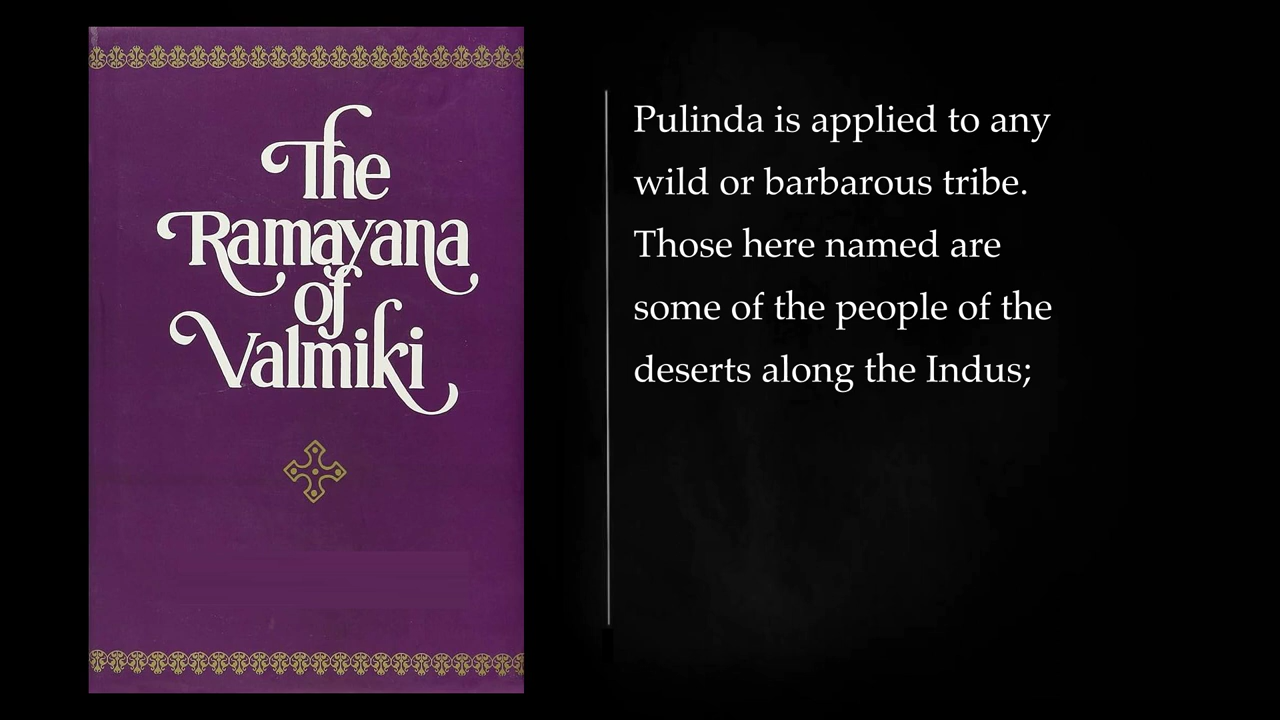 The
Ramayana
of
Valmiki
Pulinda is applied to any
wild or barbarous tribe.
Those here named are
some of the people of the
deserts along the Indus;